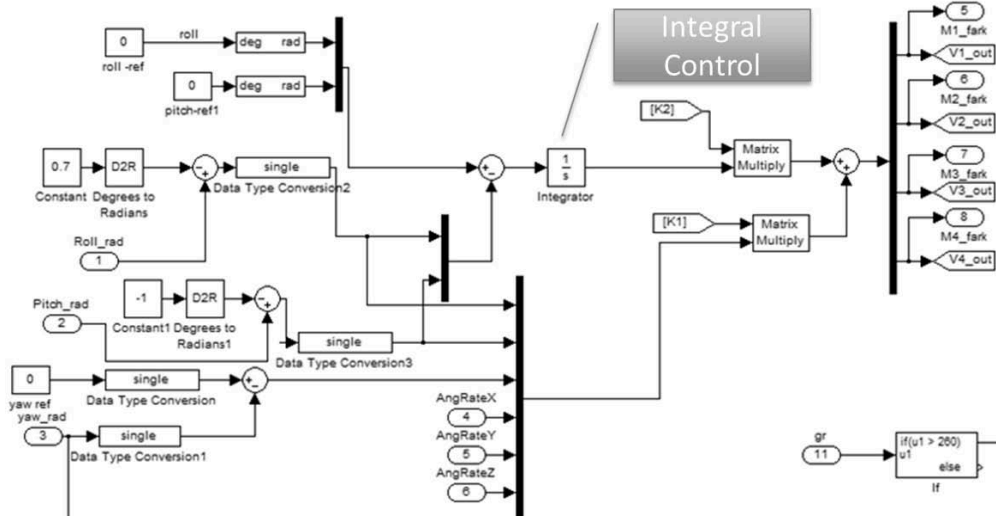 Integral
Control
0
roll -ref
roll
deg rad
0
pitch-ref1
deg rad
0.7
Constant
D2R
Degrees to
Radians
single
Data Type Conversion2
1
s
Integrator
[K2]
Matrix
Multiply
[K1]
Matrix
Multiply
5
M1_fark
V1_out
6
M2_fark
V2_out
7
M3_fark
V3_out
8
M4_fark
V4_out
Roll_rad
1
Pitch_rad
2
-1
Constant1
D2R
Degrees to
Radians1
single
Data Type Conversion3
0
yaw ref
single
Data Type Conversion
yaw_rad
3
single
Data Type Conversion1
AngRateX
4
AngRateY
5
AngRateZ
6
gr
11
if(u1 > 260)
u1
else
If